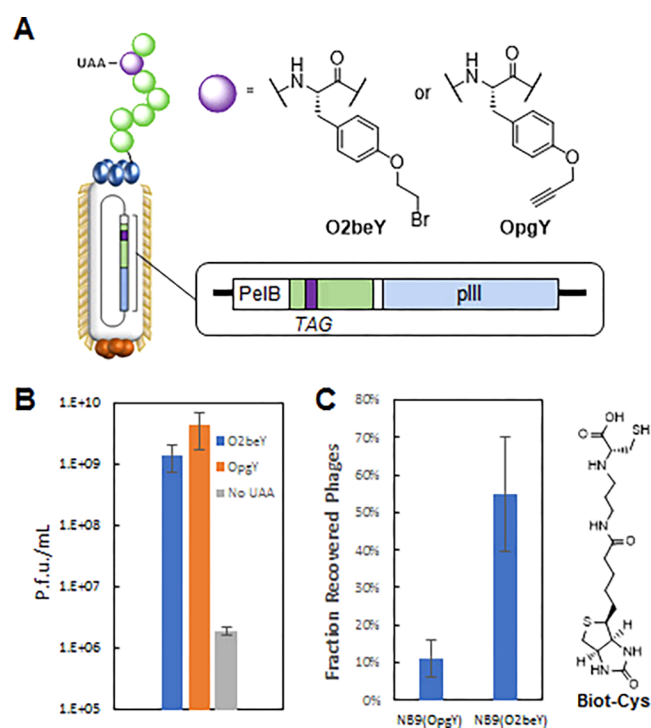 A
UAA
=
H
N
O
O
Br
O2beY
or
H
N
O
O
OpgY
PelB
pIII
TAG
B
1.E+10
1.E+09
1.E+08
1.E+07
1.E+06
1.E+05
P.f.u./mL
O2beY
OpgY
No UAA
C
80%
70%
60%
50%
40%
30%
20%
10%
0%
Fraction Recovered Phages
NB9(OpgY)
NB9(O2beY)
OH
SH
O
HN
HN
O
S
H
H
HN
NH
O
Biot-Cys